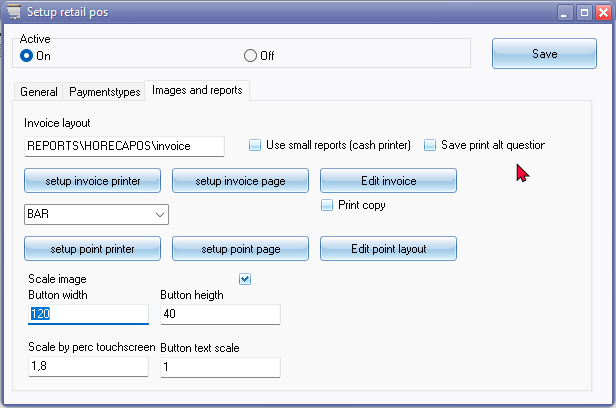 Setup retail pos
Active
On
Off
Save
General
Paymentstypes
Images and reports
Invoice layout
REPORTS\HORECAPOS\invoice
Use small reports (cash printer)
Save print alt question
setup invoice printer
setup invoice page
Edit invoice
BAR
Print copy
setup point printer
setup point page
Edit point layout
Scale image
Button width
Button heigth
120
40
Scale by perc touchscreen
Button text scale
1,8
1